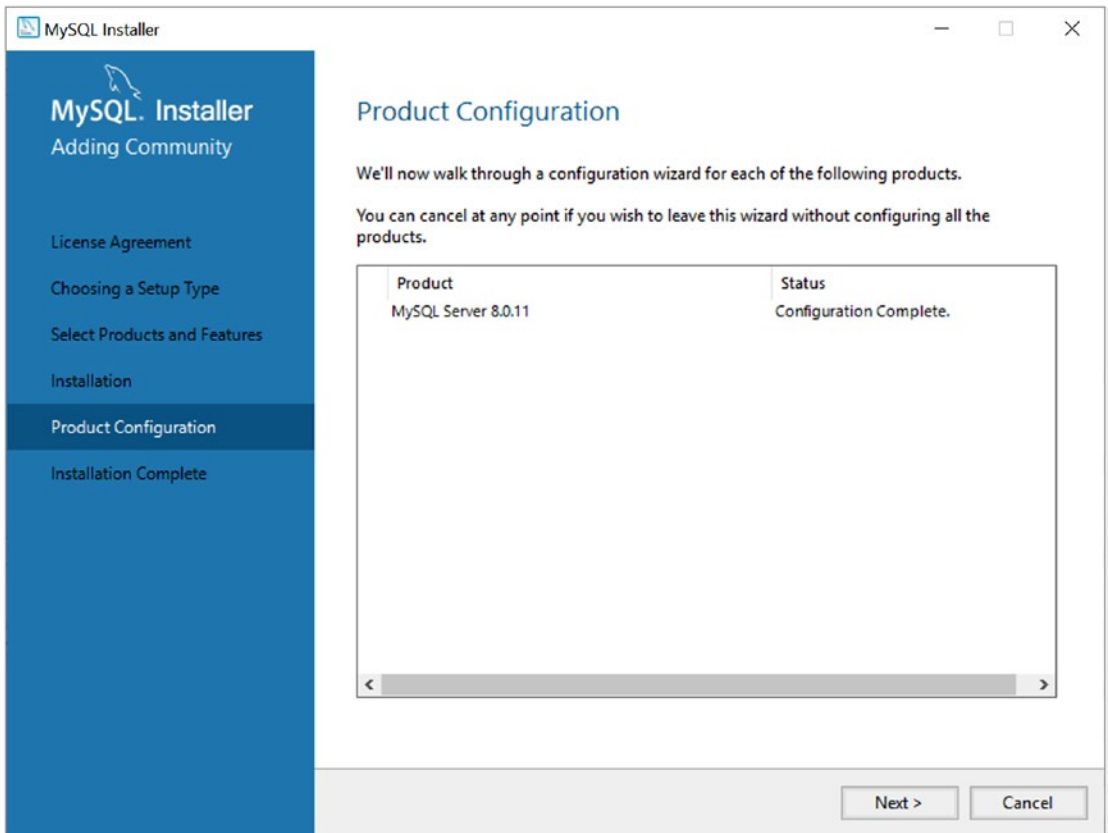 MySQL Installer
MySQL. Installer
Adding Community
License Agreement
Choosing a Setup Type
Select Products and Features
Installation
Product Configuration
Installation Complete
Product Configuration
We'll now walk through a configuration wizard for each of the following products.
You can cancel at any point if you wish to leave this wizard without configuring all the
products.
Product Status
MySQL Server 8.0.11 Configuration Complete.
Next > Cancel